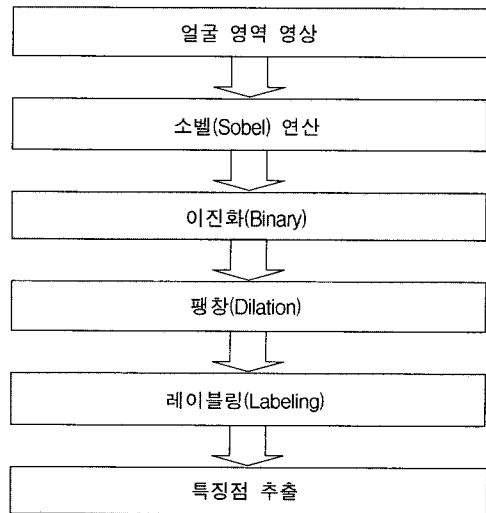 얼굴 영역 영상
소벨(Sobel) 연산
이진화(Binary)
팽창(Dilation)
레이블링(Labeling)
특징점 추출